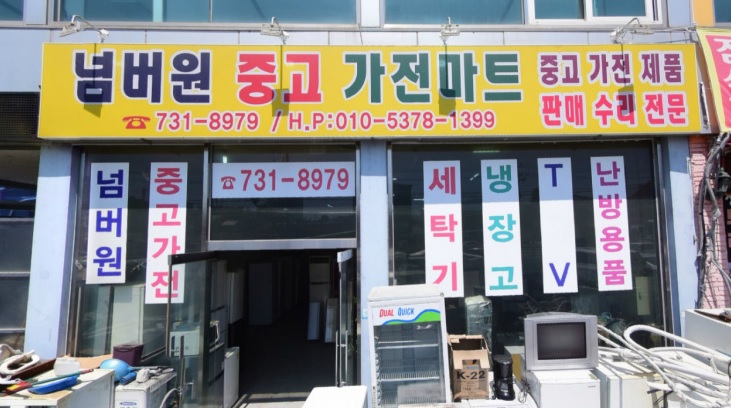 넘버원 중고 가전마트
☎731-8979 / H.P:010-5378-1399
중고 가전 제품
판매 수리 전문
넘버원
중고가전
☎731-8979
세탁기
냉장고
TV
난방용품
DUAL QUICK
K-22